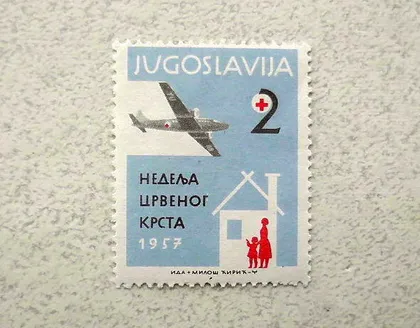 JUGOSLAVIJA
2
НЕДЕЉА
ЦРВЕНОГ
КРСТА
1957
ИДА + МИЛОШ ЋИРИЋ